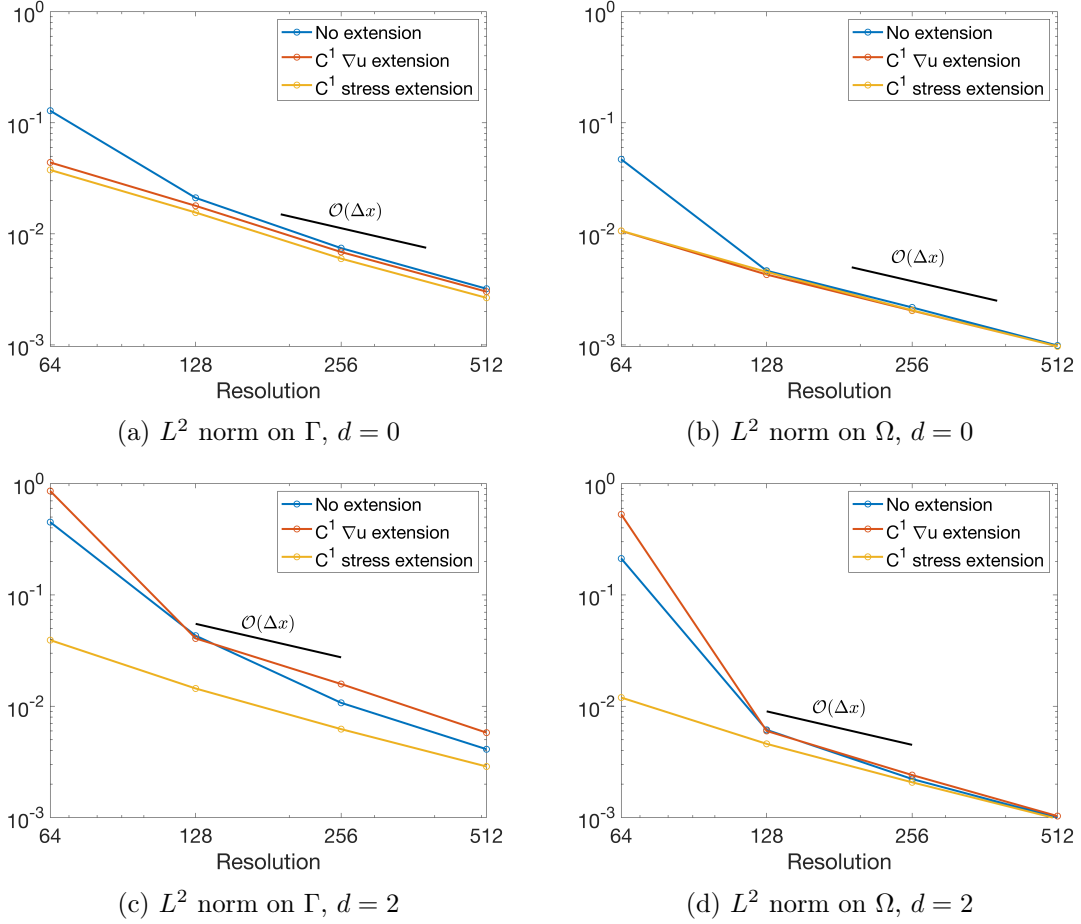 10^0
No extension
C^1 ∇u extension
C^1 stress extension
10^-1
O(Δx)
10^-2
10^-3
64 128 256 512
Resolution
(a) L^2 norm on Γ, d = 0
10^0
No extension
C^1 ∇u extension
C^1 stress extension
10^-1
O(Δx)
10^-2
10^-3
64 128 256 512
Resolution
(b) L^2 norm on Ω, d = 0
10^0
No extension
C^1 ∇u extension
C^1 stress extension
10^-1
O(Δx)
10^-2
10^-3
64 128 256 512
Resolution
(c) L^2 norm on Γ, d = 2
10^0
No extension
C^1 ∇u extension
C^1 stress extension
10^-1
O(Δx)
10^-2
10^-3
64 128 256 512
Resolution
(d) L^2 norm on Ω, d = 2